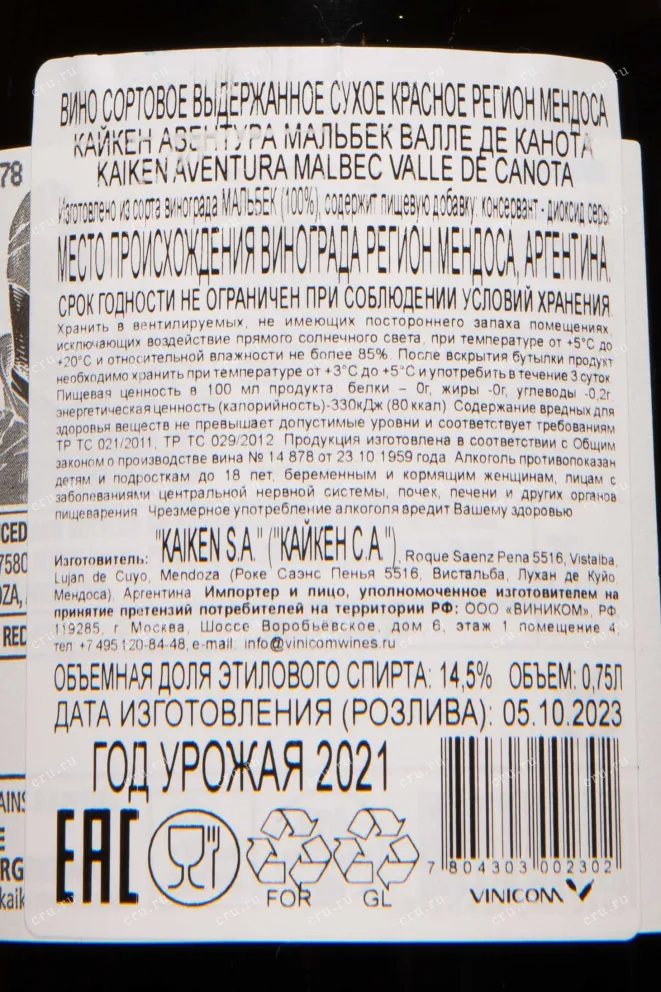 ВИНО СОРТОВОЕ ВЫДЕРЖАННОЕ СУХОЕ КРАСНОЕ РЕГИОН МЕНДОСА
КАЙКЕН АВЕНТУРА МАЛЬБЕК ВАЛЛЕ ДЕ КАНОТА
KAIKEN AVENTURA MALBEC VALLE DE CANOTA
Изготовлено из сорта винограда МАЛЬБЕК (100%), содержит пищевую добавку: консервант - диоксид серы.
МЕСТО ПРОИСХОЖДЕНИЯ ВИНОГРАДА РЕГИОН МЕНДОСА, АРГЕНТИНА.
СРОК ГОДНОСТИ НЕ ОГРАНИЧЕН ПРИ СОБЛЮДЕНИИ УСЛОВИЙ ХРАНЕНИЯ
Хранить в вентилируемых, не имеющих постороннего запаха помещениях,
исключающих воздействие прямого солнечного света, при температуре от +5°С до
+20°С и относительной влажности не более 85%. После вскрытия бутылки продукт
необходимо хранить при температуре от +3°С до +5°С и употребить в течение 3 суток.
Пищевая ценность в 100 мл продукта: белки – 0г, жиры -0г, углеводы -0,2г,
энергетическая ценность (калорийность)-330кДж (80 ккал). Содержание вредных для
здоровья веществ не превышает допустимые уровни и соответствует требованиям
ТР ТС 021/2011, ТР ТС 029/2012. Продукция изготовлена в соответствии с Общим
законом о производстве вина № 14 878 от 23.10.1959 года. Алкоголь противопоказан
детям и подросткам до 18 лет, беременным и кормящим женщинам, лицам с
заболеваниями центральной нервной системы, почек, печени и других органов
пищеварения. Чрезмерное употребление алкоголя вредит Вашему здоровью
Изготовитель: "KAIKEN S.A." ("КАЙКЕН С.А."), Roque Saenz Pena 5516, Vistalba,
Lujan de Cuyo, Mendoza (Роке Саэнс Пенья 5516, Вистальба, Лухан де Куйо,
Мендоса), Аргентина Импортер и лицо, уполномоченное изготовителем на
принятие претензий потребителей на территории РФ: ООО «ВИНИКОМ», РФ,
119285, г. Москва, Шоссе Воробьёвское, дом 6, этаж 1 помещение 4,
тел +7 495 120-84-48, e-mail: info@vinicomwines.ru
ОБЪЕМНАЯ ДОЛЯ ЭТИЛОВОГО СПИРТА: 14,5% ОБЪЕМ: 0,75Л
ДАТА ИЗГОТОВЛЕНИЯ (РОЗЛИВА): 05.10.2023
ГОД УРОЖАЯ 2021
EAC
FOR
GL
7 804303 002302
VINICOM